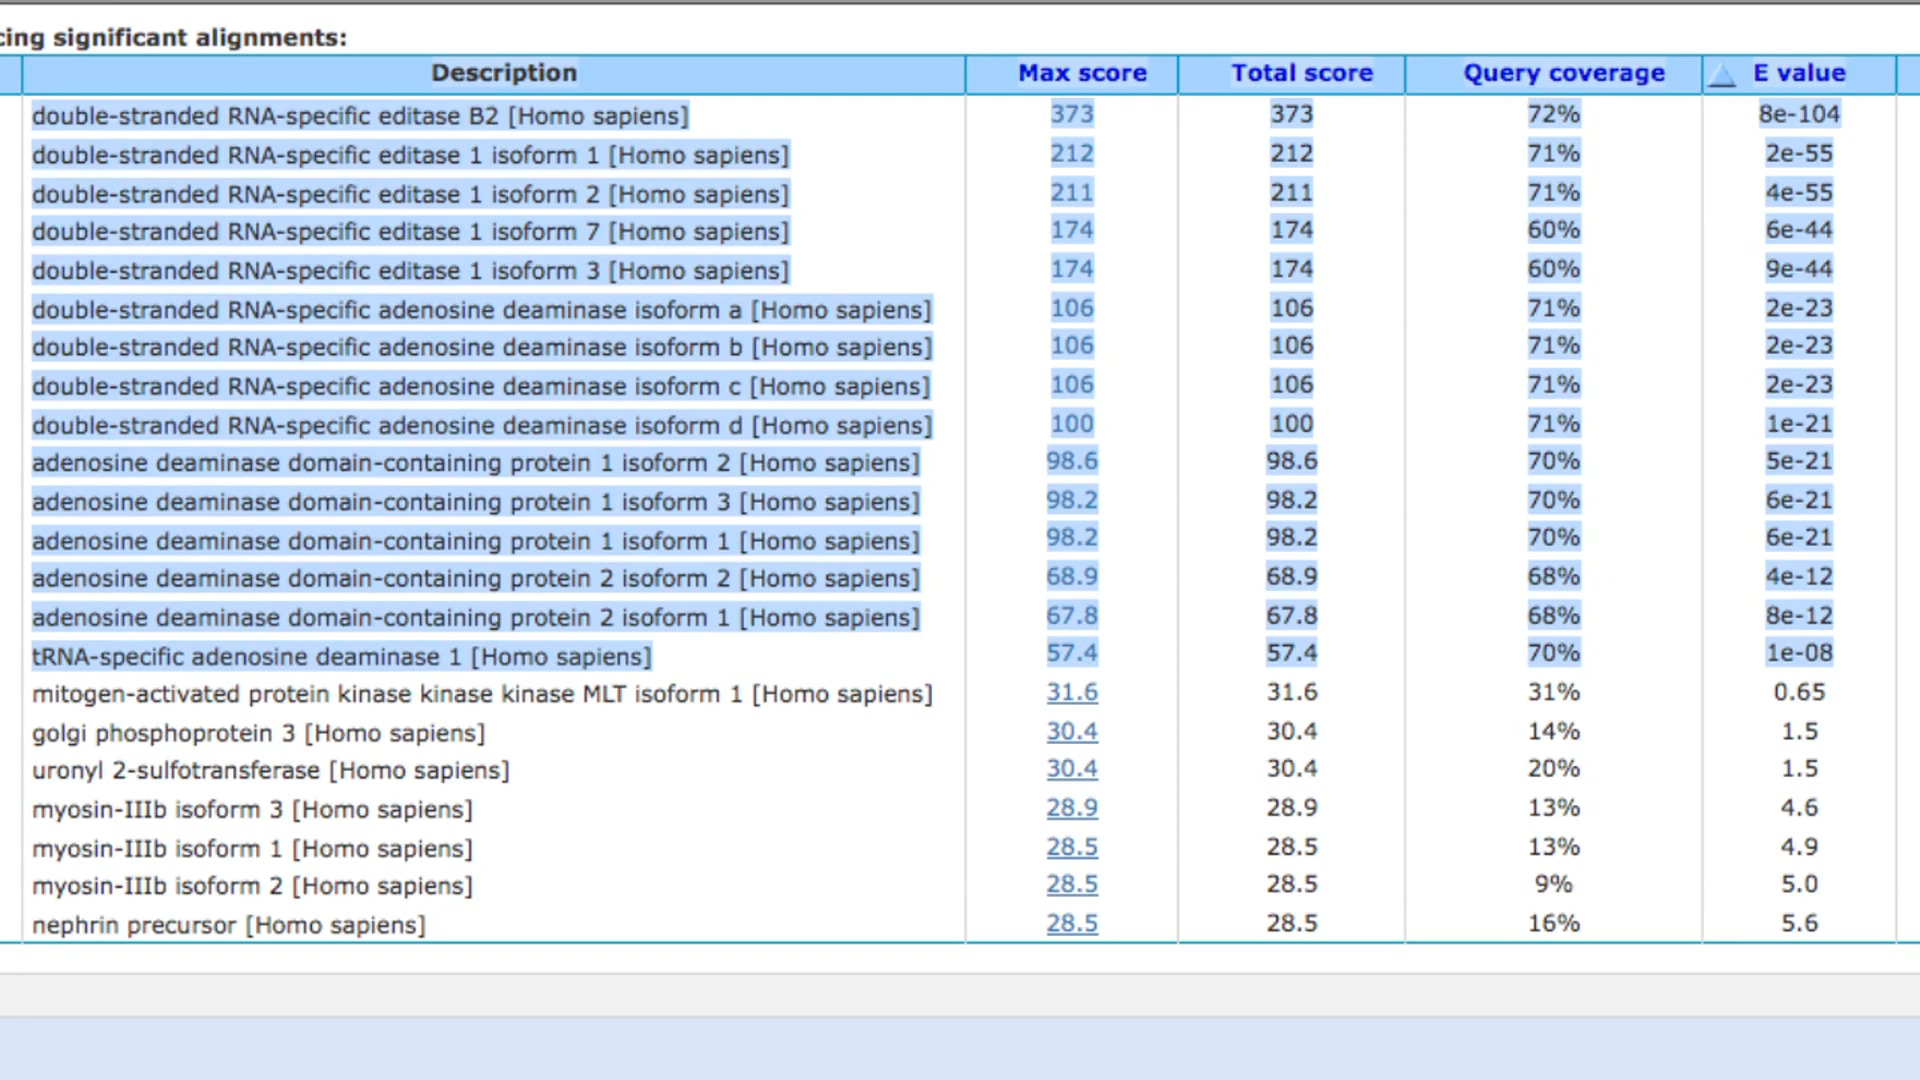 cing significant alignments:
Description Max score Total score Query coverage E value
double-stranded RNA-specific editase B2 [Homo sapiens] 373 373 72% 8e-104
double-stranded RNA-specific editase 1 isoform 1 [Homo sapiens] 212 212 71% 2e-55
double-stranded RNA-specific editase 1 isoform 2 [Homo sapiens] 211 211 71% 4e-55
double-stranded RNA-specific editase 1 isoform 7 [Homo sapiens] 174 174 60% 6e-44
double-stranded RNA-specific editase 1 isoform 3 [Homo sapiens] 174 174 60% 9e-44
double-stranded RNA-specific adenosine deaminase isoform a [Homo sapiens] 106 106 71% 2e-23
double-stranded RNA-specific adenosine deaminase isoform b [Homo sapiens] 106 106 71% 2e-23
double-stranded RNA-specific adenosine deaminase isoform c [Homo sapiens] 106 106 71% 2e-23
double-stranded RNA-specific adenosine deaminase isoform d [Homo sapiens] 100 100 71% 1e-21
adenosine deaminase domain-containing protein 1 isoform 2 [Homo sapiens] 98.6 98.6 70% 5e-21
adenosine deaminase domain-containing protein 1 isoform 3 [Homo sapiens] 98.2 98.2 70% 6e-21
adenosine deaminase domain-containing protein 1 isoform 1 [Homo sapiens] 98.2 98.2 70% 6e-21
adenosine deaminase domain-containing protein 2 isoform 2 [Homo sapiens] 68.9 68.9 68% 4e-12
adenosine deaminase domain-containing protein 2 isoform 1 [Homo sapiens] 67.8 67.8 68% 8e-12
tRNA-specific adenosine deaminase 1 [Homo sapiens] 57.4 57.4 70% 1e-08
mitogen-activated protein kinase kinase kinase MLT isoform 1 [Homo sapiens] 31.6 31.6 31% 0.65
golgi phosphoprotein 3 [Homo sapiens] 30.4 30.4 14% 1.5
uronyl 2-sulfotransferase [Homo sapiens] 30.4 30.4 20% 1.5
myosin-IIIb isoform 3 [Homo sapiens] 28.9 28.9 13% 4.6
myosin-IIIb isoform 1 [Homo sapiens] 28.5 28.5 13% 4.9
myosin-IIIb isoform 2 [Homo sapiens] 28.5 28.5 9% 5.0
nephrin precursor [Homo sapiens] 28.5 28.5 16% 5.6